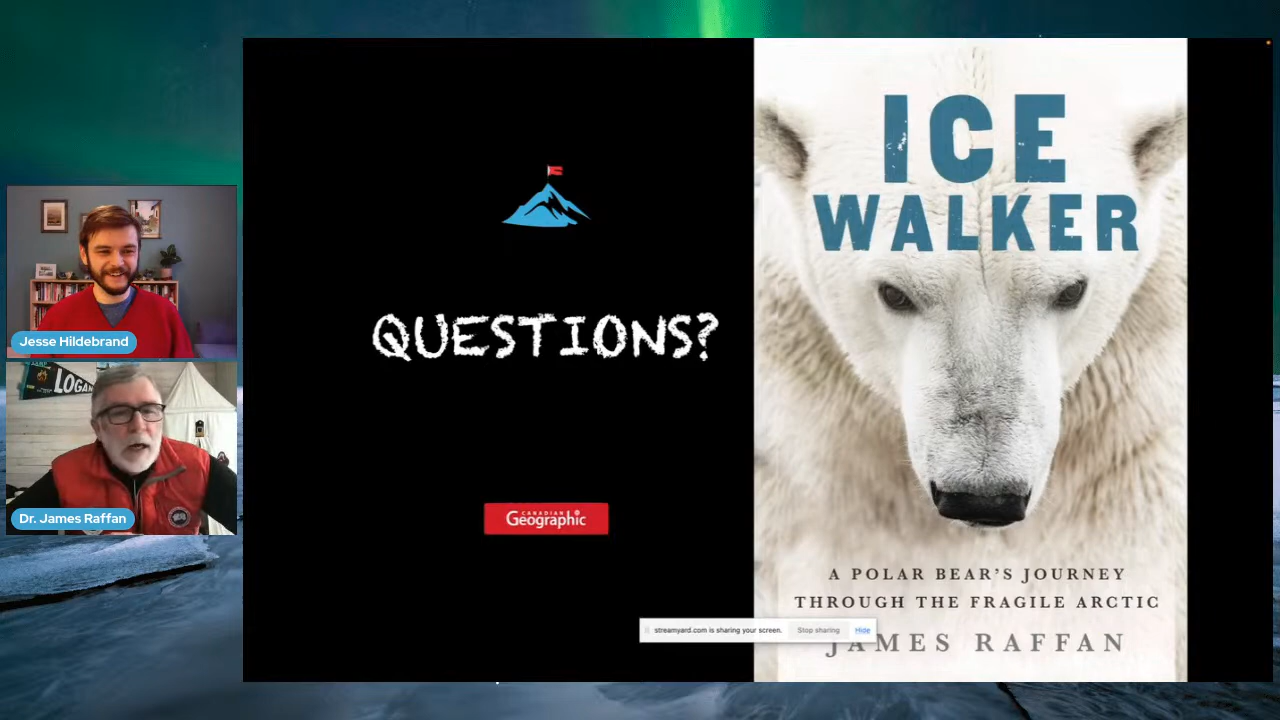 LOGAN
Jesse Hildebrand
Dr. James Raffan
QUESTIONS?
CANADIAN
Geographic
ICE
WALKER
A POLAR BEAR'S JOURNEY
THROUGH THE FRAGILE ARCTIC
JAMES RAFFAN
streamyard.com is sharing your screen. Stop sharing Hide